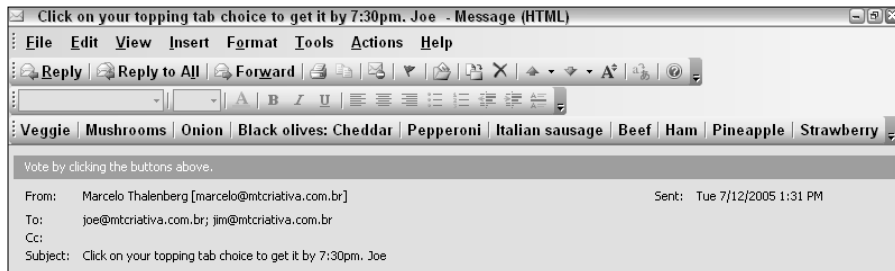 Click on your topping tab choice to get it by 7:30pm. Joe - Message (HTML)
File Edit View Insert Format Tools Actions Help
Reply Reply to All Forward
A B I U
Veggie Mushrooms Onion Black olives: Cheddar Pepperoni Italian sausage Beef Ham Pineapple Strawberry
Vote by clicking the buttons above.
From: Marcelo Thalenberg [marcelo@mtcriativa.com.br] Sent: Tue 7/12/2005 1:31 PM
To: joe@mtcriativa.com.br; jim@mtcriativa.com.br
Cc:
Subject: Click on your topping tab choice to get it by 7:30pm. Joe